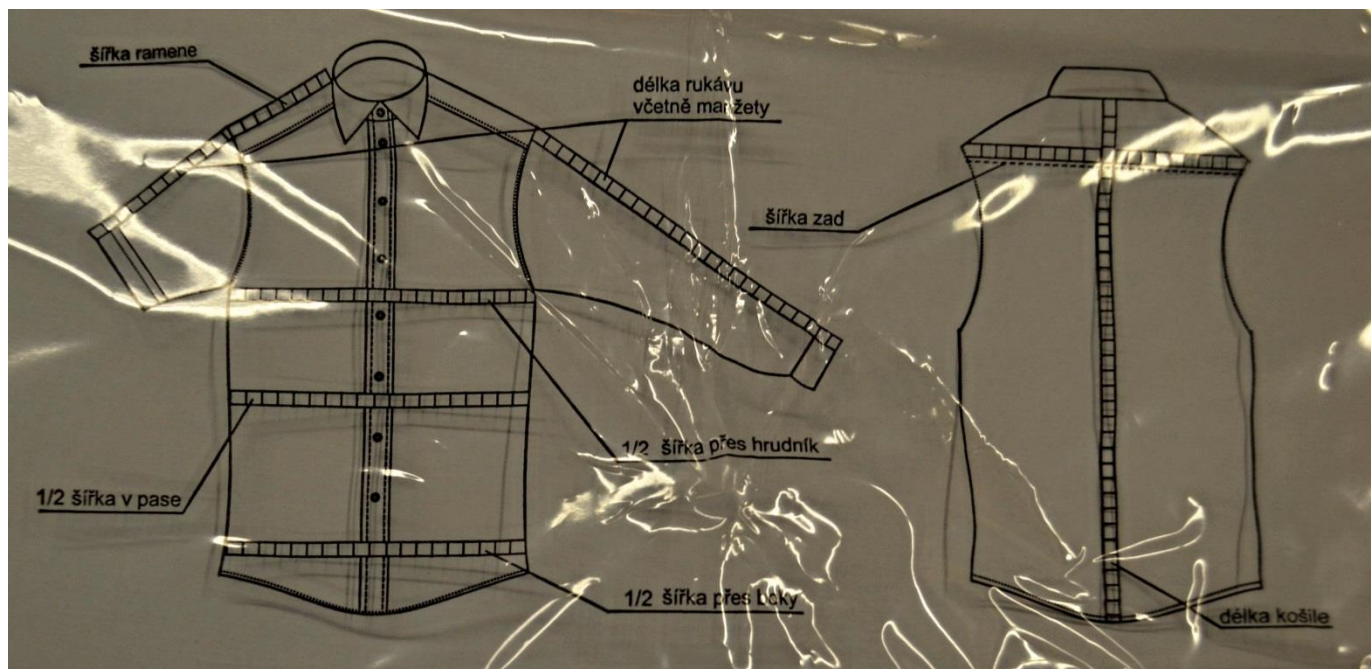 šířka ramene
délka rukávu
včetně manžety
šířka zad
1/2 šířka přes hrudník
1/2 šířka v pase
1/2 šířka přes boky
délka košile